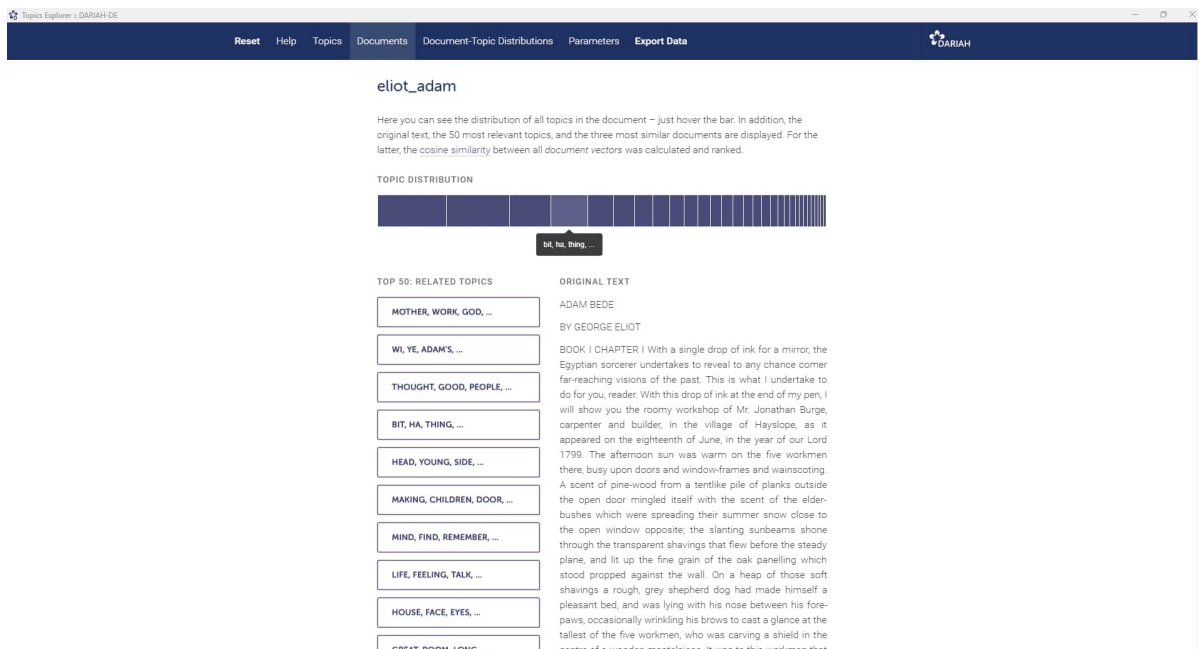 Topics Explorer :: DARIAH-DE
Reset Help Topics Documents Document-Topic Distributions Parameters Export Data
DARIAH
eliot_adam
Here you can see the distribution of all topics in the document – just hover the bar. In addition, the
original text, the 50 most relevant topics, and the three most similar documents are displayed. For the
latter, the cosine similarity between all document vectors was calculated and ranked.
TOPIC DISTRIBUTION
bit, ha, thing, ...
TOP 50: RELATED TOPICS
MOTHER, WORK, GOD, ...
WI, YE, ADAM'S, ...
THOUGHT, GOOD, PEOPLE, ...
BIT, HA, THING, ...
HEAD, YOUNG, SIDE, ...
MAKING, CHILDREN, DOOR, ...
MIND, FIND, REMEMBER, ...
LIFE, FEELING, TALK, ...
HOUSE, FACE, EYES, ...
GREAT, ROOM, LONG, ...
ORIGINAL TEXT
ADAM BEDE
BY GEORGE ELIOT
BOOK I CHAPTER I With a single drop of ink for a mirror, the
Egyptian sorcerer undertakes to reveal to any chance comer
far-reaching visions of the past. This is what I undertake to
do for you, reader. With this drop of ink at the end of my pen, I
will show you the roomy workshop of Mr. Jonathan Burge,
carpenter and builder, in the village of Hayslope, as it
appeared on the eighteenth of June, in the year of our Lord
1799. The afternoon sun was warm on the five workmen
there, busy upon doors and window-frames and wainscoting.
A scent of pine-wood from a tentlike pile of planks outside
the open door mingled itself with the scent of the elder-
bushes which were spreading their summer snow close to
the open window opposite; the slanting sunbeams shone
through the transparent shavings that flew before the steady
plane, and lit up the fine grain of the oak panelling which
stood propped against the wall. On a heap of those soft
shavings a rough, grey shepherd dog had made himself a
pleasant bed, and was lying with his nose between his fore-
paws, occasionally wrinkling his brows to cast a glance at the
tallest of the five workmen, who was carving a shield in the
centre of a wooden mantelpiece. It was to this workman that